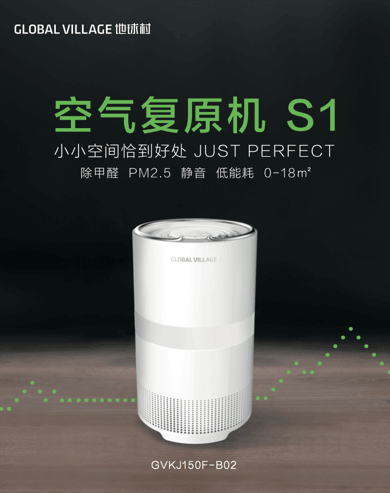 GLOBAL VILLAGE 地球村
空气复原机 S1
小小空间恰到好处 JUST PERFECT
除甲醛 PM2.5 静音 低能耗 0-18㎡
GLOBAL VILLAGE
GVKJ150F-B02